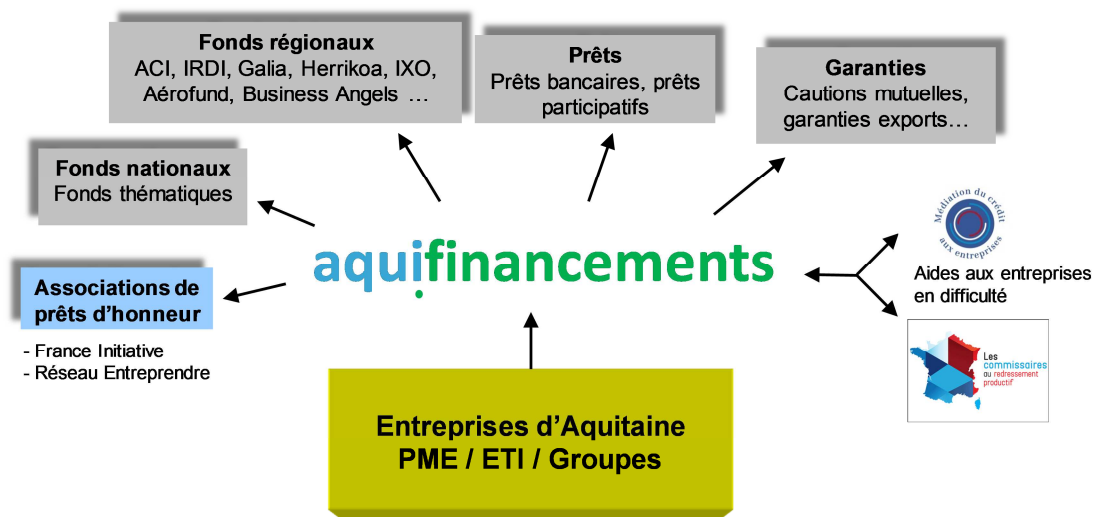 Fonds régionaux
ACI, IRDI, Galia, Herrikoa, IXO,
Aérofund, Business Angels …
Prêts
Prêts bancaires, prêts
participatifs
Garanties
Cautions mutuelles,
garanties exports…
Fonds nationaux
Fonds thématiques
Médiation du crédit
aux entreprises
aquifinancements
Aides aux entreprises
en difficulté
Associations de
prêts d’honneur
- France Initiative
- Réseau Entreprendre
Les
commissaires
au redressement
productif
Entreprises d’Aquitaine
PME / ETI / Groupes